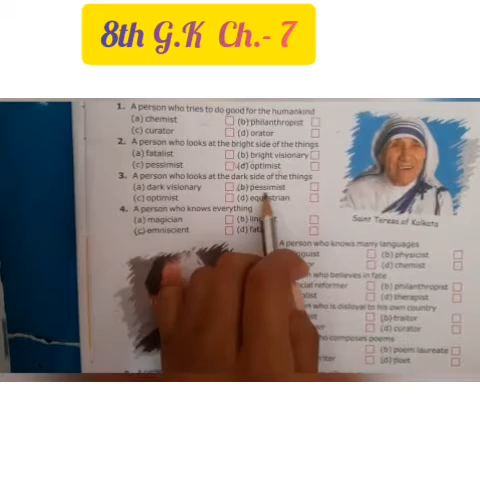 8th G.K Ch.- 7
1. A person who tries to do good for the humankind
(a) chemist (b) philanthropist
(c) curator (d) orator
2. A person who looks at the bright side of the things
(a) fatalist (b) bright visionary
(c) pessimist (d) optimist
3. A person who looks at the dark side of the things
(a) dark visionary (b) pessimist
(c) optimist (d) equestrian
4. A person who knows everything
(a) magician (b)
(c) omniscient (d)
Saint Teresa of Kolkata
A person who knows many languages
(b) physicist
(d) chemist
who believes in fate
reformer (b) philanthropist
(d) therapist
who is disloyal to his own country
(b) traitor
(d) curator
who composes poems
(b) poem laureate
(d) poet